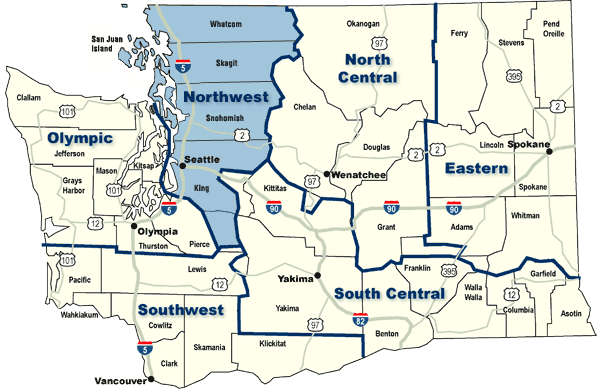 Whatcom
Okanogan
Ferry
Pend
Oreille
San Juan
Island
97
Stevens
Skagit
5
North
Central
395
Clallam
101
Northwest
Chelan
2
Olympic
Snohomish
2
Douglas
2
2
Lincoln
Spokane
Jefferson
Seattle
Eastern
Mason
Kitsap
Wenatchee
97
Grays
Harbor
101
King
Kittitas
Spokane
5
90
90
90
12
Olympia
Grant
Adams
Whitman
Thurston
Pierce
101
Lewis
Franklin
395
Garfield
Pacific
12
Yakima
South Central
Walla
Walla
12
Columbia
Asotin
Wahkiakum
Southwest
Yakima
82
Cowlitz
97
Benton
5
Skamania
Klickitat
Clark
Vancouver